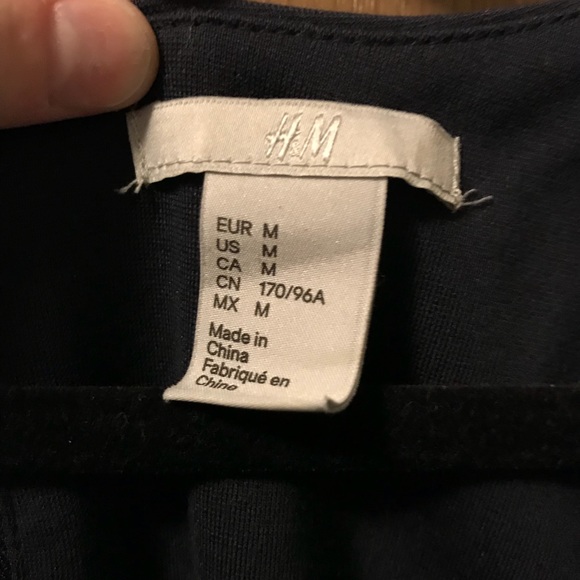 H&M
EUR M
US M
CA M
CN 170/96A
MX M
Made in
China
Fabriqué en
Chine